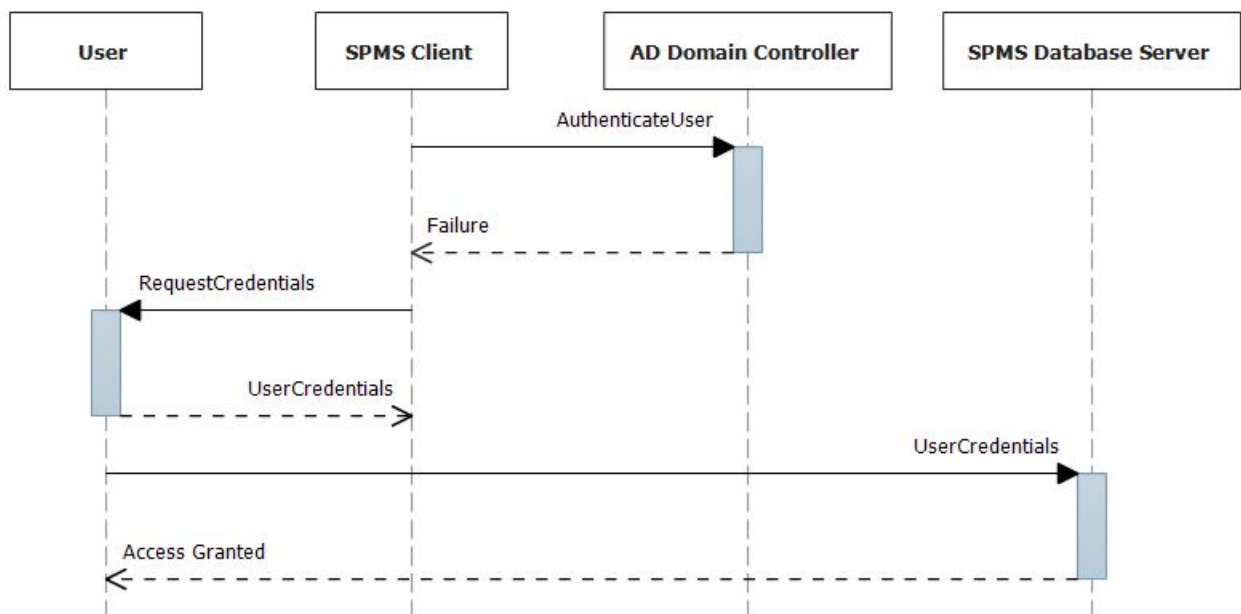 User
SPMS Client
AD Domain Controller
SPMS Database Server
AuthenticateUser
Failure
RequestCredentials
UserCredentials
UserCredentials
Access Granted